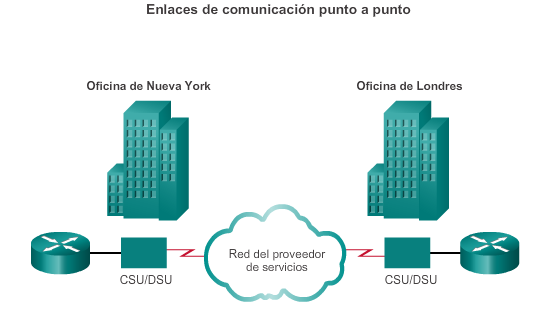 Enlaces de comunicación punto a punto
Oficina de Nueva York
Oficina de Londres
Red del proveedor
de servicios
CSU/DSU
CSU/DSU